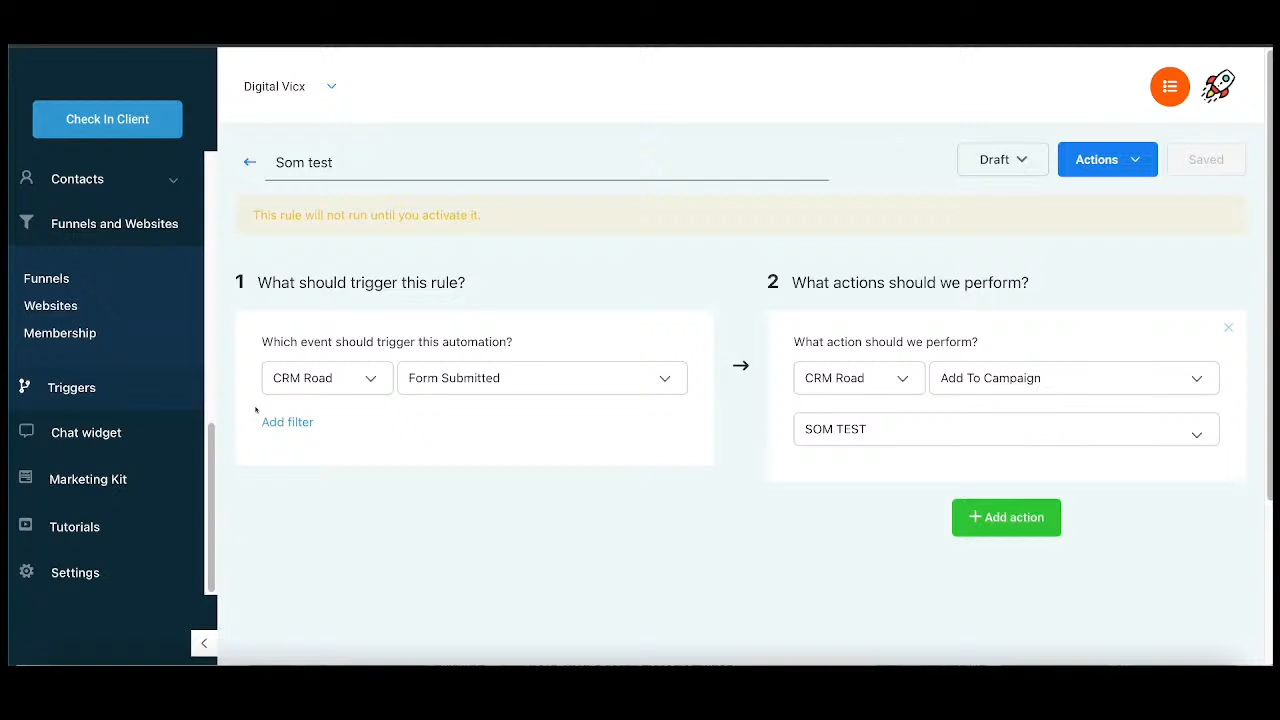 Check In Client
Contacts
Funnels and Websites
Funnels
Websites
Membership
Triggers
Chat widget
Marketing Kit
Tutorials
Settings
Digital Vicx
Som test
Draft
Actions
Saved
This rule will not run until you activate it.
1 What should trigger this rule?
Which event should trigger this automation?
CRM Road
Form Submitted
Add filter
2 What actions should we perform?
What action should we perform?
CRM Road
Add To Campaign
SOM TEST
+ Add action